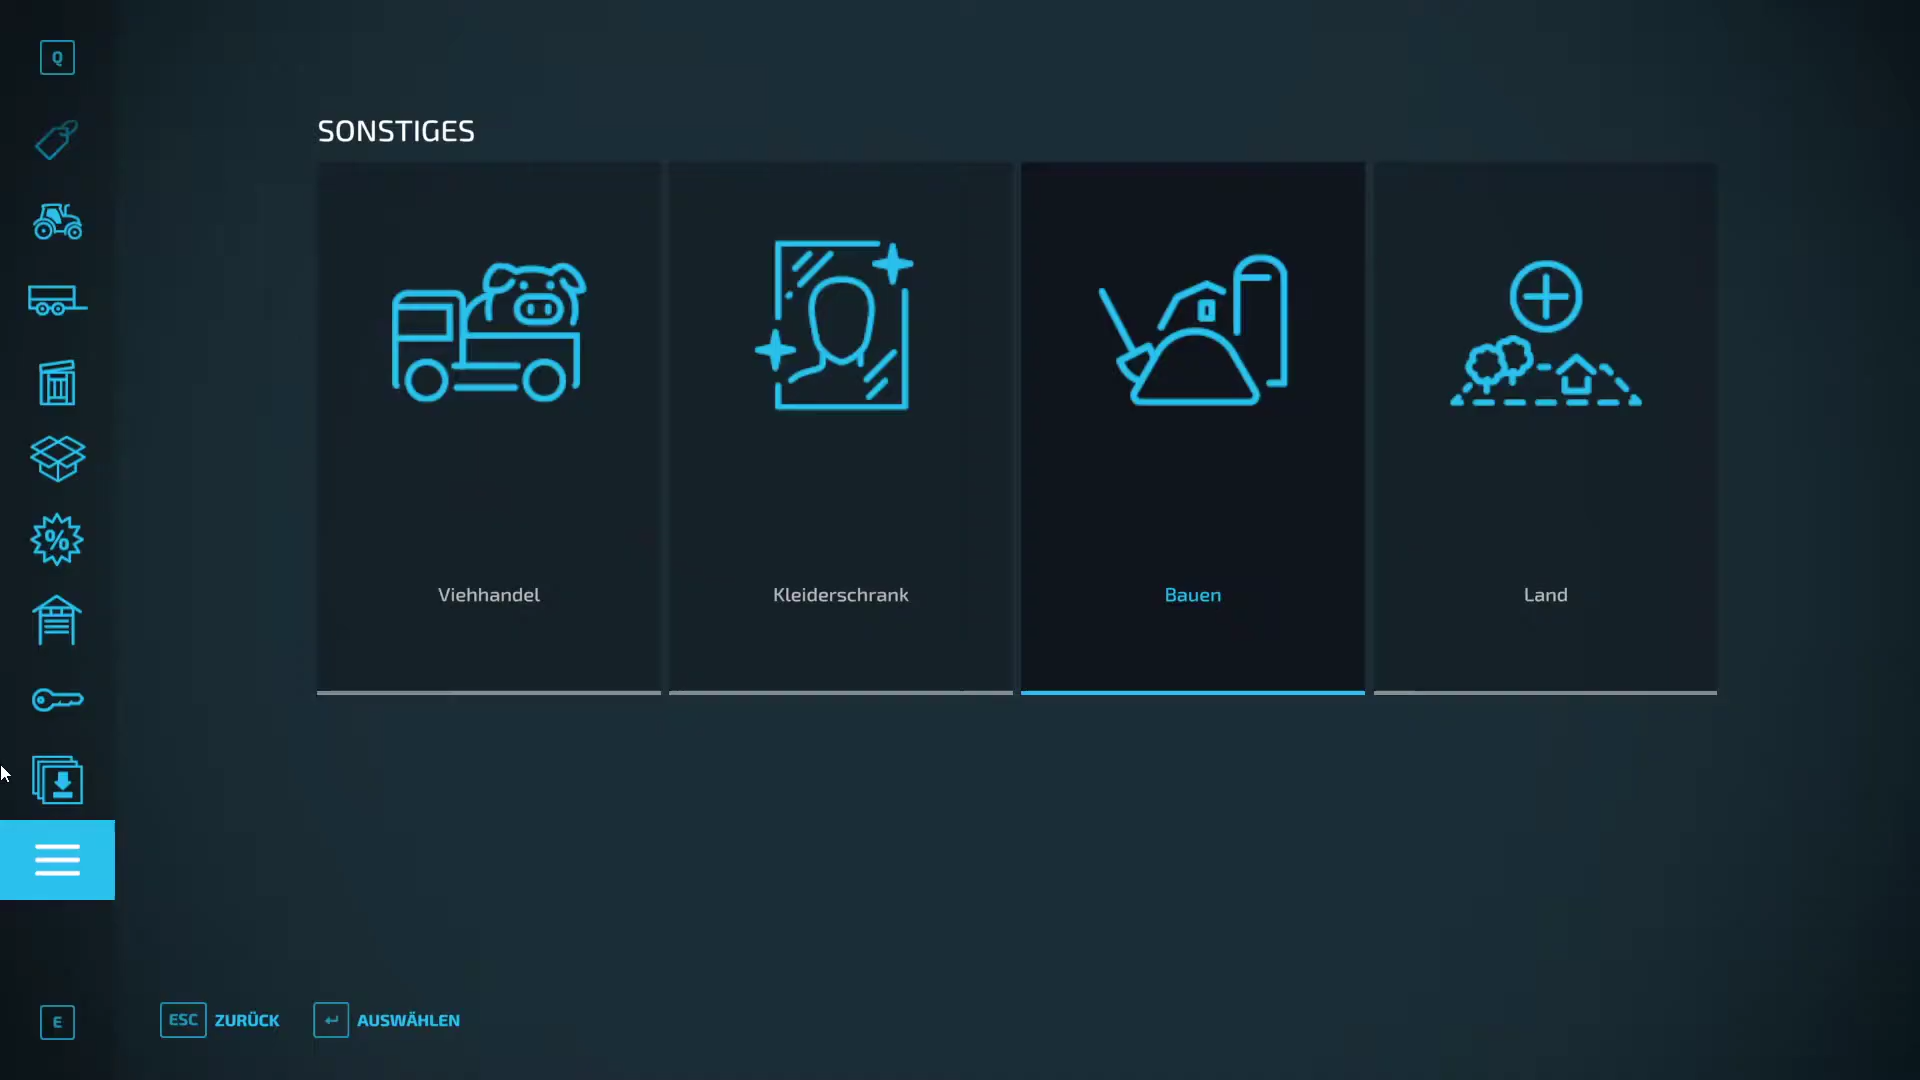 Q
SONSTIGES
%
Viehhandel
Kleiderschrank
Bauen
Land
E
ESC ZURÜCK
↵ AUSWÄHLEN